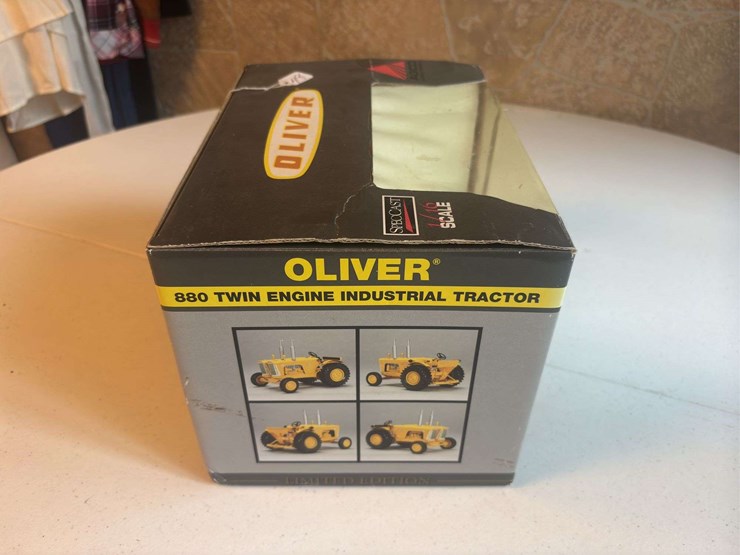 OLIVER
SPECCAST
1/16
SCALE
OLIVER®
880 TWIN ENGINE INDUSTRIAL TRACTOR
LIMITED EDITION